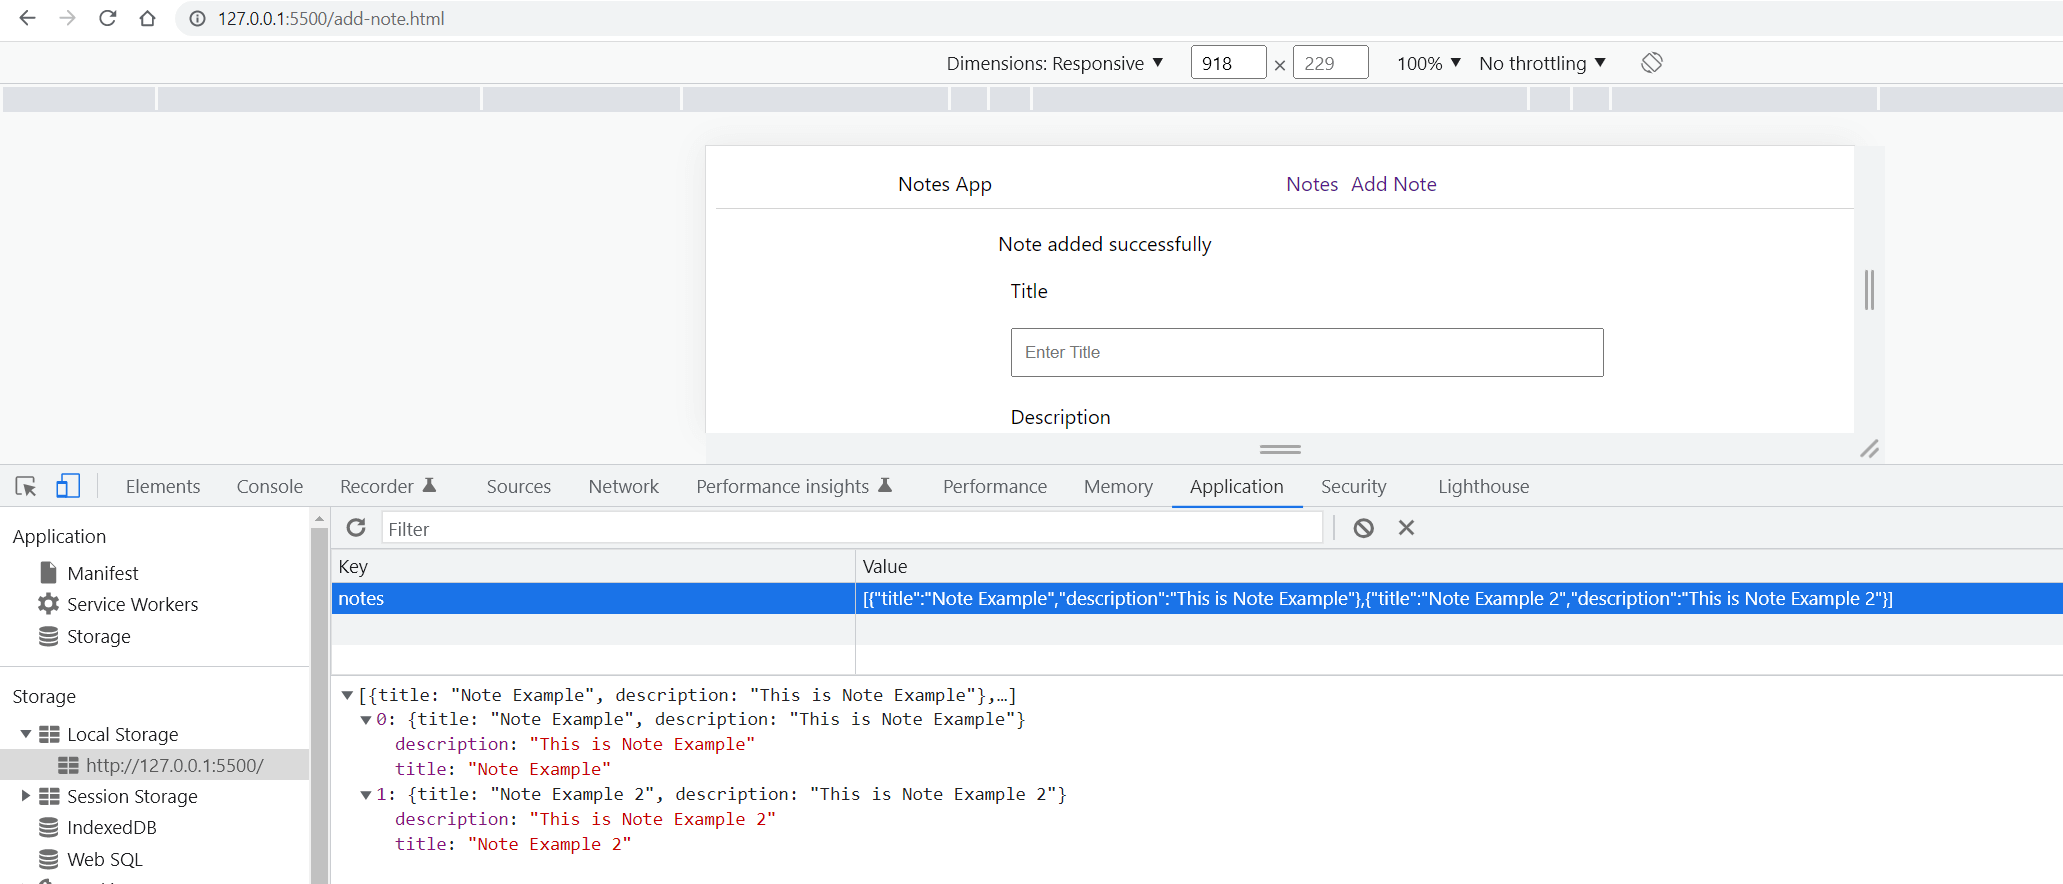 127.0.0.1:5500/add-note.html
Dimensions: Responsive ▼ 918 × 229 100% ▼ No throttling ▼
Notes App Notes Add Note
Note added successfully
Title
Enter Title
Description
Elements Console Recorder Sources Network Performance insights Performance Memory Application Security Lighthouse
Application
Manifest
Service Workers
Storage
Storage
Local Storage
http://127.0.0.1:5500/
Session Storage
IndexedDB
Web SQL
Filter
Key Value
notes [{"title":"Note Example","description":"This is Note Example"},{"title":"Note Example 2","description":"This is Note Example 2"}]
▼[{title: "Note Example", description: "This is Note Example"},…]
▼0: {title: "Note Example", description: "This is Note Example"}
description: "This is Note Example"
title: "Note Example"
▼1: {title: "Note Example 2", description: "This is Note Example 2"}
description: "This is Note Example 2"
title: "Note Example 2"